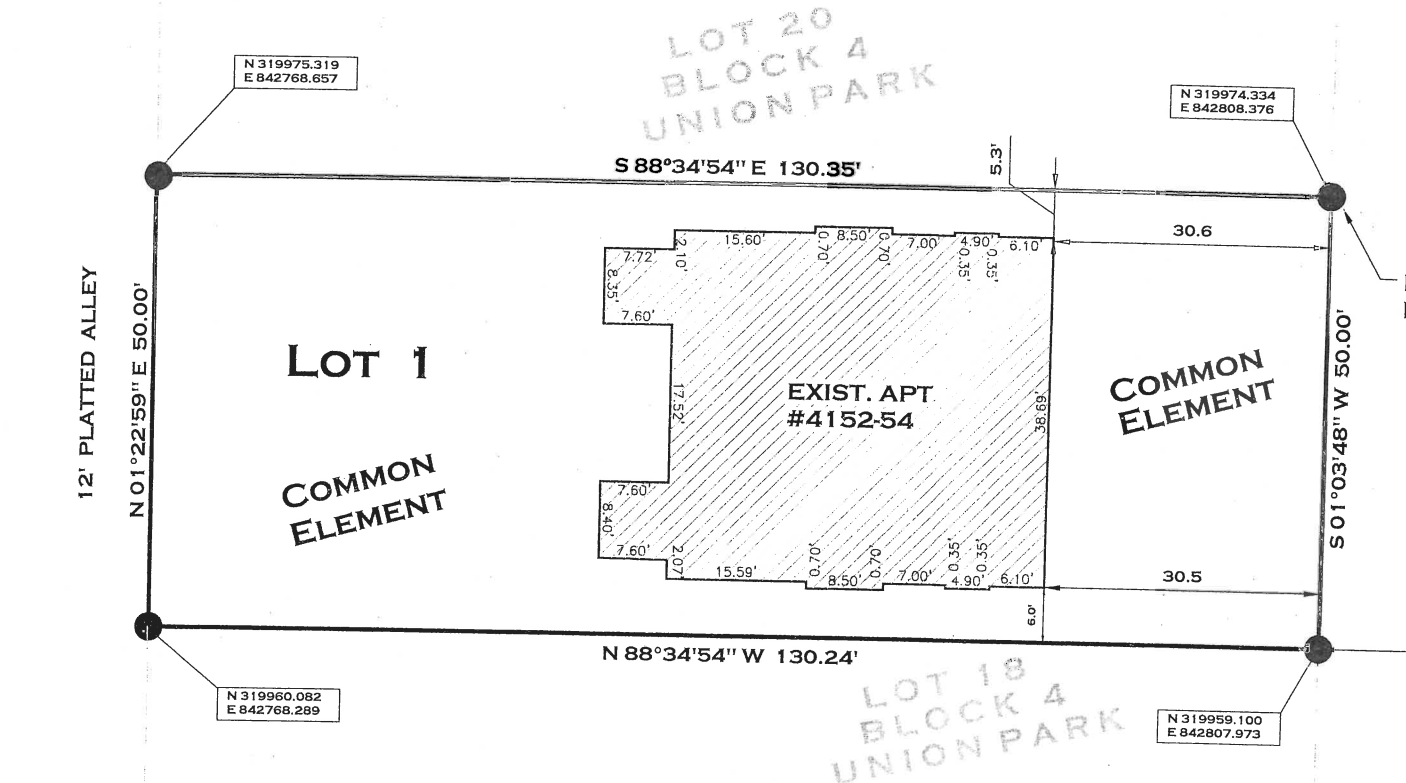 LOT 20
BLOCK 4
UNION PARK
N 319975.319
E 842768.657
N 319974.334
E 842808.376
S 88°34'54" E 130.35'
5.3'
30.6
15.60'
0.70'
8.50'
0.70'
7.00'
4.90'
0.35'
0.35'
6.10'
2.10'
7.72'
8.35'
7.60'
12' PLATTED ALLEY
N 01°22'59" E 50.00'
LOT 1
17.52'
EXIST. APT
#4152-54
38.69'
COMMON
ELEMENT
S 01°03'48" W 50.00'
COMMON
ELEMENT
7.60'
8.40'
7.60'
2.07'
15.59'
0.70'
8.50'
0.70'
7.00'
0.35'
4.90'
0.35'
6.10'
30.5
6.0'
N 88°34'54" W 130.24'
N 319960.082
E 842768.289
LOT 18
BLOCK 4
UNION PARK
N 319959.100
E 842807.973